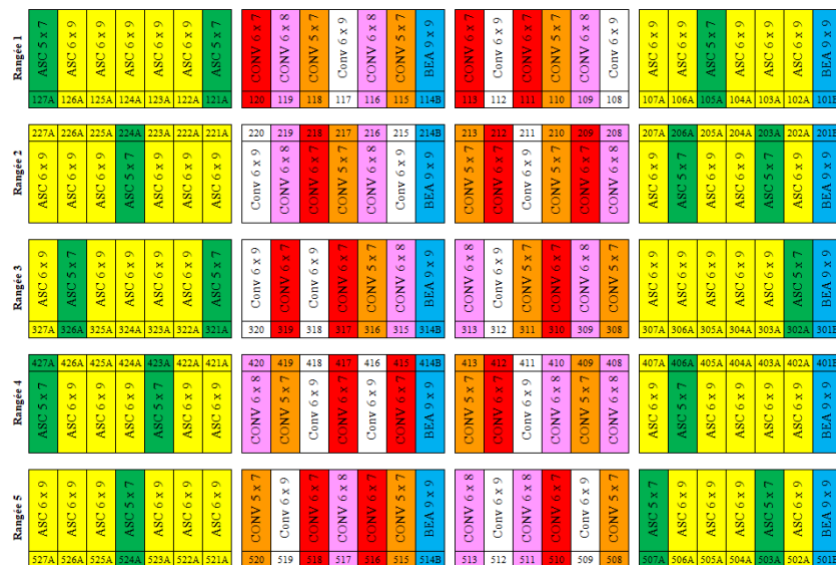 Rangée 1
ASC 5 x 7 ASC 6 x 9 ASC 6 x 9 ASC 6 x 9 ASC 6 x 9 ASC 6 x 9 ASC 5 x 7 CONV 6 x 7 CONV 6 x 8 CONV 5 x 7 Conv 6 x 9 CONV 6 x 8 CONV 5 x 7 BEA 9 x 9 CONV 6 x 7 Conv 6 x 9 CONV 6 x 7 CONV 5 x 7 CONV 6 x 8 Conv 6 x 9 ASC 6 x 9 ASC 6 x 9 ASC 5 x 7 ASC 6 x 9 ASC 6 x 9 ASC 6 x 9 BEA 9 x 9
127A 126A 125A 124A 123A 122A 121A 120 119 118 117 116 115 114B 113 112 111 110 109 108 107A 106A 105A 104A 103A 102A 101B
Rangée 2
227A 226A 225A 224A 223A 222A 221A 220 219 218 217 216 215 214B 213 212 211 210 209 208 207A 206A 205A 204A 203A 202A 201B
ASC 6 x 9 ASC 6 x 9 ASC 6 x 9 ASC 5 x 7 ASC 6 x 9 ASC 6 x 9 ASC 6 x 9 Conv 6 x 9 CONV 6 x 8 CONV 6 x 7 CONV 5 x 7 CONV 6 x 8 Conv 6 x 9 BEA 9 x 9 CONV 5 x 7 CONV 6 x 7 Conv 6 x 9 CONV 5 x 7 CONV 6 x 7 CONV 6 x 8 ASC 6 x 9 ASC 5 x 7 ASC 6 x 9 ASC 6 x 9 ASC 5 x 7 ASC 6 x 9 BEA 9 x 9
Rangée 3
ASC 6 x 9 ASC 5 x 7 ASC 6 x 9 ASC 6 x 9 ASC 6 x 9 ASC 6 x 9 ASC 5 x 7 Conv 6 x 9 CONV 6 x 7 Conv 6 x 9 CONV 6 x 7 CONV 5 x 7 CONV 6 x 8 BEA 9 x 9 CONV 6 x 8 Conv 6 x 9 CONV 5 x 7 CONV 6 x 7 CONV 6 x 8 CONV 5 x 7 ASC 6 x 9 ASC 6 x 9 ASC 6 x 9 ASC 6 x 9 ASC 6 x 9 ASC 5 x 7 BEA 9 x 9
327A 326A 325A 324A 323A 322A 321A 320 319 318 317 316 315 314B 313 312 311 310 309 308 307A 306A 305A 304A 303A 302A 301B
Rangée 4
427A 426A 425A 424A 423A 422A 421A 420 419 418 417 416 415 414B 413 412 411 410 409 408 407A 406A 405A 404A 403A 402A 401B
ASC 5 x 7 ASC 6 x 9 ASC 6 x 9 ASC 5 x 7 ASC 6 x 9 ASC 6 x 9 CONV 6 x 8 CONV 5 x 7 Conv 6 x 9 CONV 6 x 7 Conv 6 x 9 CONV 6 x 7 BEA 9 x 9 CONV 5 x 7 CONV 6 x 7 Conv 6 x 9 CONV 6 x 8 CONV 5 x 7 CONV 6 x 8 ASC 6 x 9 ASC 5 x 7 ASC 6 x 9 ASC 6 x 9 ASC 6 x 9 ASC 6 x 9 BEA 9 x 9
Rangée 5
ASC 6 x 9 ASC 6 x 9 ASC 6 x 9 ASC 5 x 7 ASC 6 x 9 ASC 6 x 9 ASC 6 x 9 CONV 5 x 7 Conv 6 x 9 CONV 6 x 7 CONV 6 x 8 CONV 6 x 7 CONV 5 x 7 BEA 9 x 9 CONV 6 x 8 Conv 6 x 9 CONV 6 x 8 CONV 6 x 7 Conv 6 x 9 CONV 5 x 7 ASC 5 x 7 ASC 6 x 9 ASC 6 x 9 ASC 6 x 9 ASC 5 x 7 ASC 6 x 9 BEA 9 x 9
527A 526A 525A 524A 523A 522A 521A 520 519 518 517 516 515 514B 513 512 511 510 509 508 507A 506A 505A 504A 503A 502A 501B